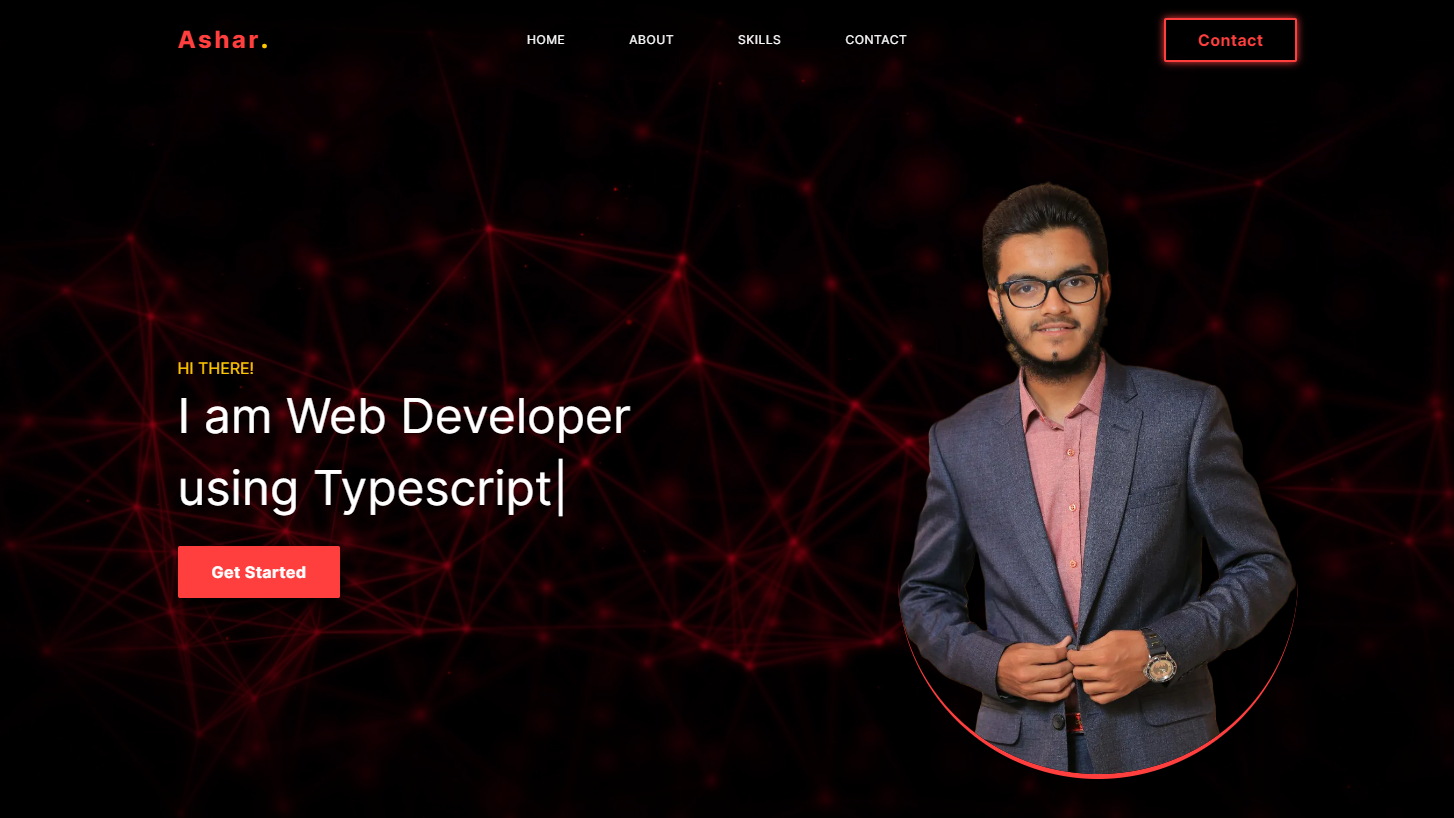 Ashar.
HOME
ABOUT
SKILLS
CONTACT
Contact
HI THERE!
I am Web Developer
using Typescript|
Get Started